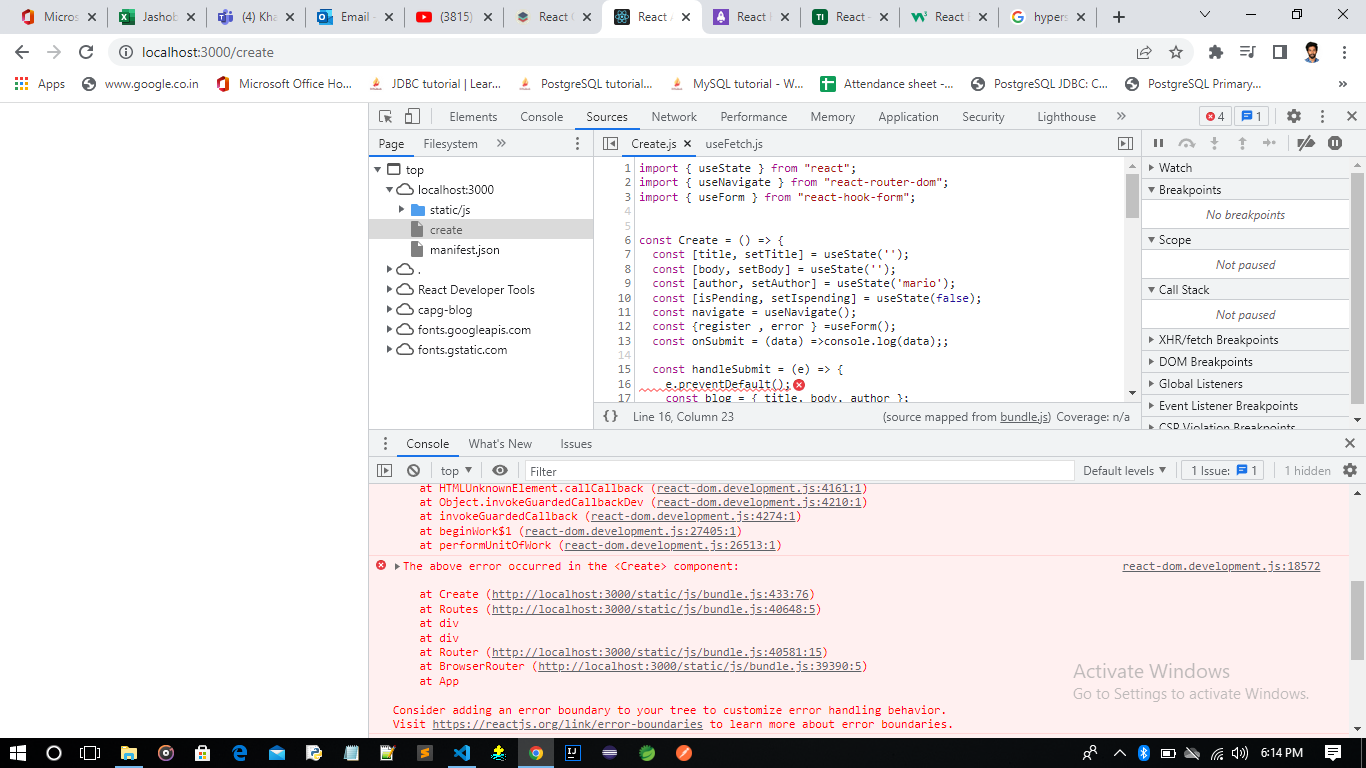 Micros
Jashob
(4) Kha
Email -
(3815)
React
React
React
React
React
hypers
localhost:3000/create
Apps
www.google.co.in
Microsoft Office Ho...
JDBC tutorial | Lear...
PostgreSQL tutorial...
MySQL tutorial - W...
Attendance sheet -...
PostgreSQL JDBC: C...
PostgreSQL Primary...
»
Elements Console Sources Network Performance Memory Application Security Lighthouse » 4 1
Page Filesystem »
Create.js useFetch.js
top
localhost:3000
static/js
create
manifest.json
.
React Developer Tools
capg-blog
fonts.googleapis.com
fonts.gstatic.com
1 import { useState } from "react";
2 import { useNavigate } from "react-router-dom";
3 import { useForm } from "react-hook-form";
4
5
6 const Create = () => {
7 const [title, setTitle] = useState('');
8 const [body, setBody] = useState('');
9 const [author, setAuthor] = useState('mario');
10 const [isPending, setIspending] = useState(false);
11 const navigate = useNavigate();
12 const {register , error } =useForm();
13 const onSubmit = (data) =>console.log(data);;
14
15 const handleSubmit = (e) => {
16 e.preventDefault();
17 const blog = { title, body, author };
{} Line 16, Column 23 (source mapped from bundle.js) Coverage: n/a
Watch
Breakpoints
No breakpoints
Scope
Not paused
Call Stack
Not paused
XHR/fetch Breakpoints
DOM Breakpoints
Global Listeners
Event Listener Breakpoints
CSP Violation Breakpoints
Console What's New Issues
top Filter Default levels 1 Issue: 1 1 hidden
at HTMLUnknownElement.callCallback (react-dom.development.js:4161:1)
at Object.invokeGuardedCallbackDev (react-dom.development.js:4210:1)
at invokeGuardedCallback (react-dom.development.js:4274:1)
at beginWork$1 (react-dom.development.js:27405:1)
at performUnitOfWork (react-dom.development.js:26513:1)
The above error occurred in the <Create> component: react-dom.development.js:18572
at Create (http://localhost:3000/static/js/bundle.js:433:76)
at Routes (http://localhost:3000/static/js/bundle.js:40648:5)
at div
at div
at Router (http://localhost:3000/static/js/bundle.js:40581:15)
at BrowserRouter (http://localhost:3000/static/js/bundle.js:39390:5)
at App
Consider adding an error boundary to your tree to customize error handling behavior.
Visit https://reactjs.org/link/error-boundaries to learn more about error boundaries.
Activate Windows
Go to Settings to activate Windows.
6:14 PM